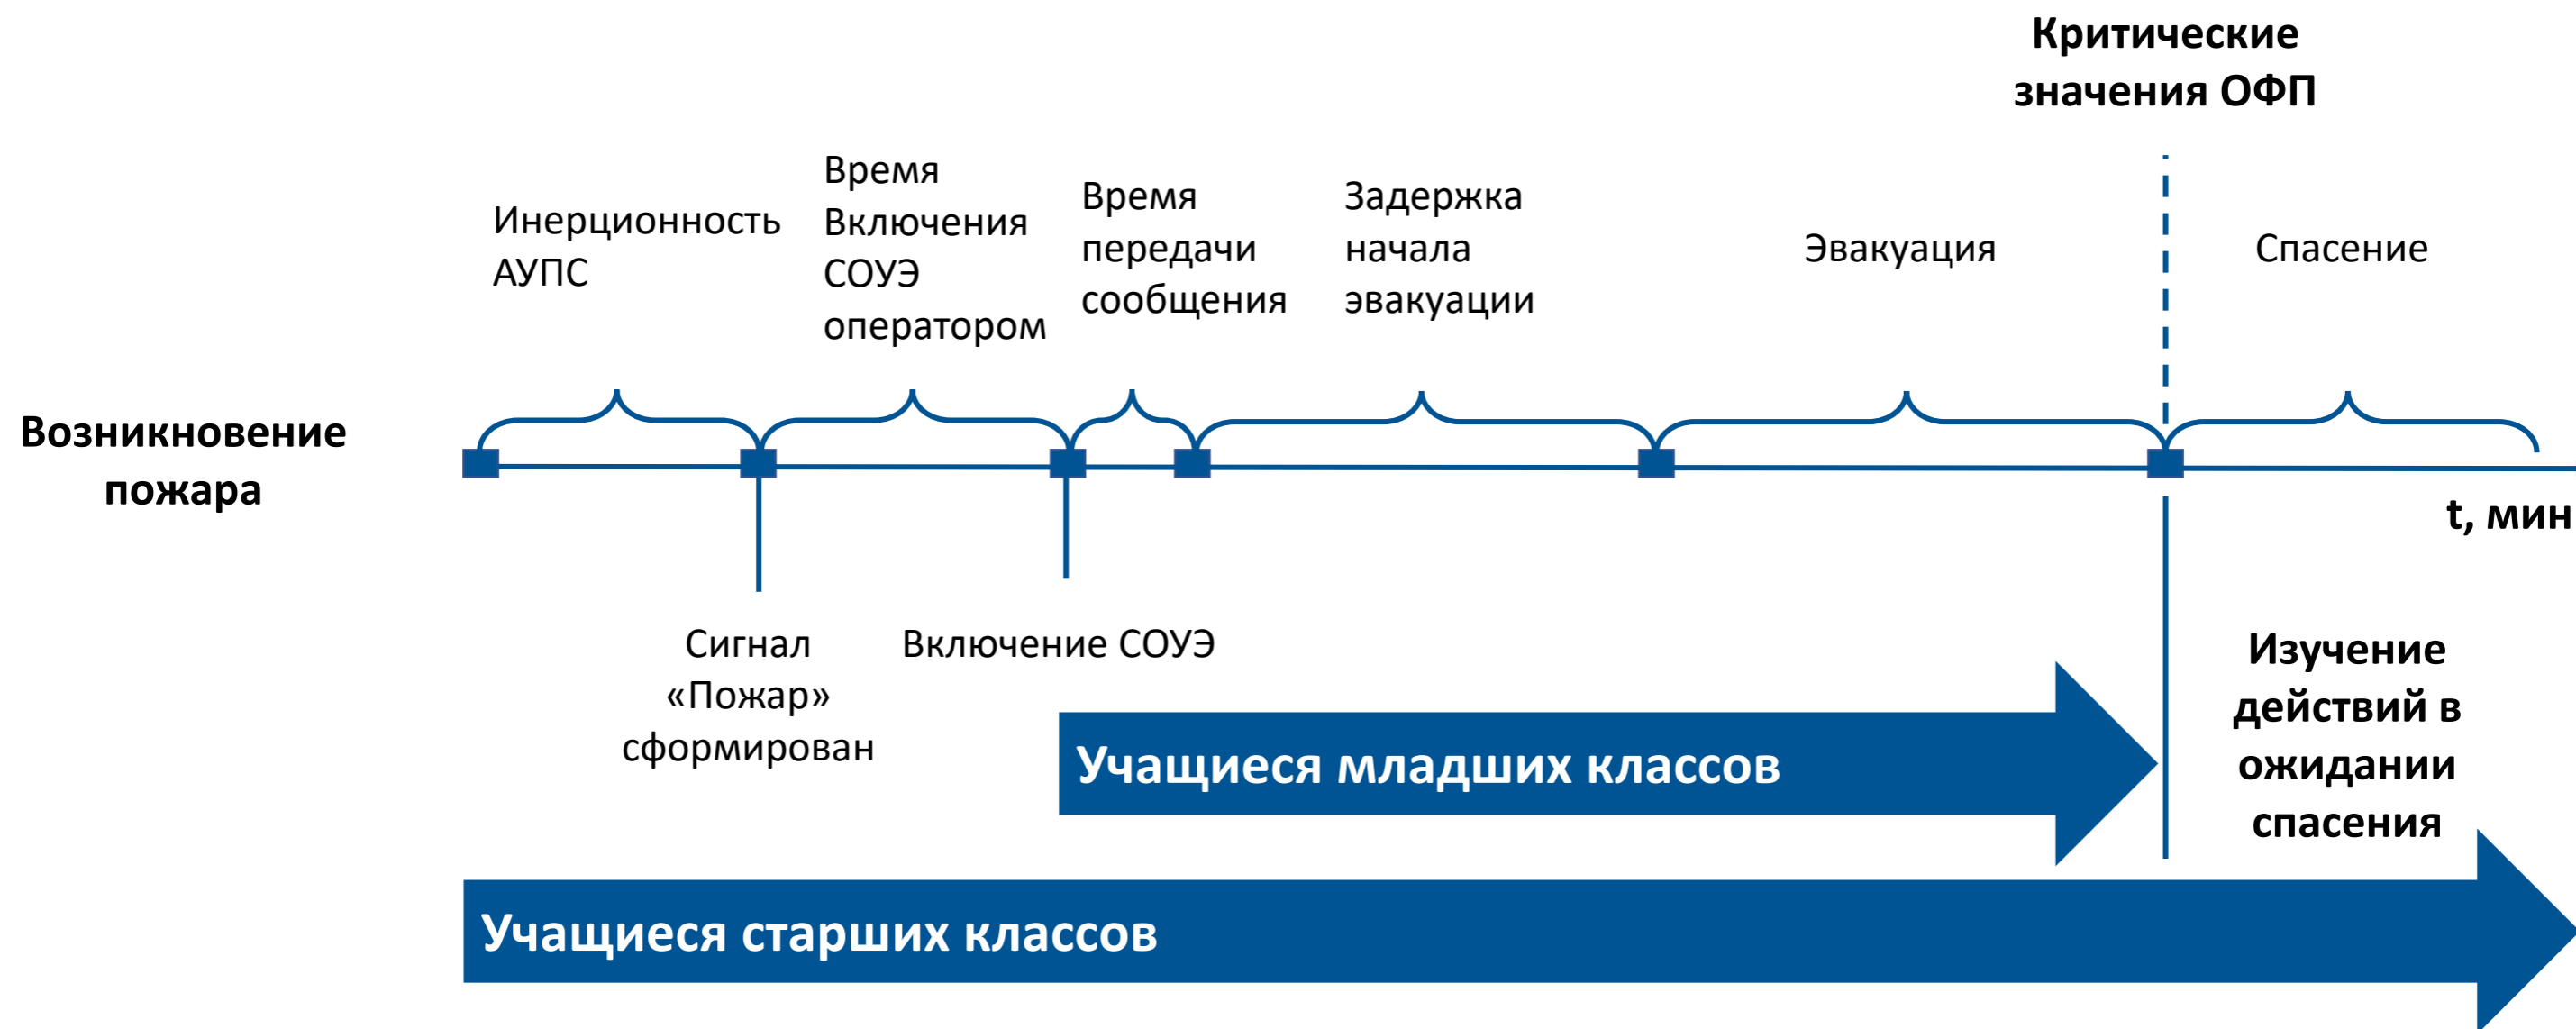 Критические
значения ОФП
Инерционность
АУПС
Время
Включения
СОУЭ
оператором
Время
передачи
сообщения
Задержка
начала
эвакуации
Эвакуация
Спасение
Возникновение
пожара
t, мин
Сигнал
«Пожар»
сформирован
Включение СОУЭ
Изучение
действий в
ожидании
спасения
Учащиеся младших классов
Учащиеся старших классов